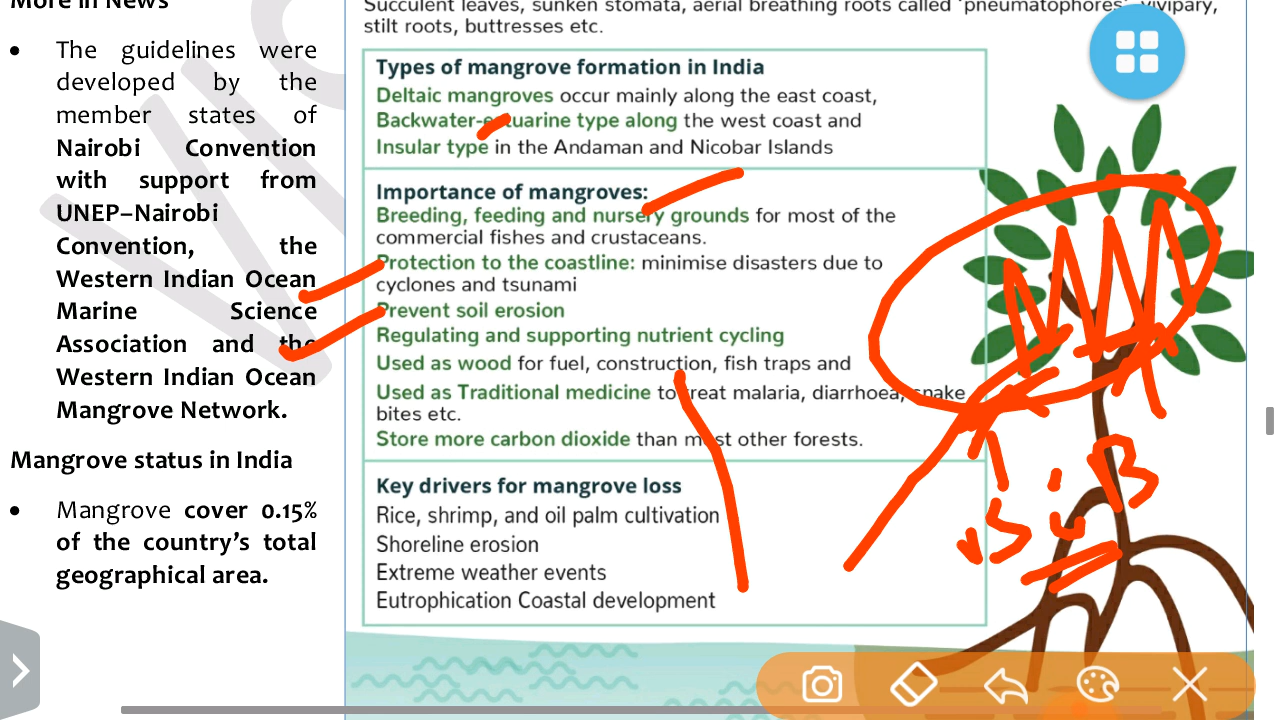 More in News
The guidelines were
developed by the
member states of
Nairobi Convention
with support from
UNEP–Nairobi
Convention, the
Western Indian Ocean
Marine Science
Association and the
Western Indian Ocean
Mangrove Network.
Mangrove status in India
Mangrove cover 0.15%
of the country's total
geographical area.
Succulent leaves, sunken stomata, aerial breathing roots called 'pneumatophores', vivipary,
stilt roots, buttresses etc.
Types of mangrove formation in India
Deltaic mangroves occur mainly along the east coast,
Backwater-estuarine type along the west coast and
Insular type in the Andaman and Nicobar Islands
Importance of mangroves:
Breeding, feeding and nursery grounds for most of the
commercial fishes and crustaceans.
Protection to the coastline: minimise disasters due to
cyclones and tsunami
Prevent soil erosion
Regulating and supporting nutrient cycling
Used as wood for fuel, construction, fish traps and
Used as Traditional medicine to treat malaria, diarrhoea, snake
bites etc.
Store more carbon dioxide than most other forests.
Key drivers for mangrove loss
Rice, shrimp, and oil palm cultivation
Shoreline erosion
Extreme weather events
Eutrophication Coastal development